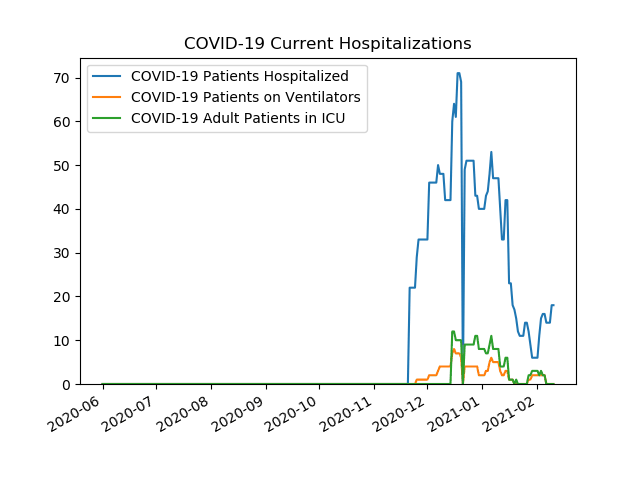 COVID-19 Current Hospitalizations
COVID-19 Patients Hospitalized
COVID-19 Patients on Ventilators
COVID-19 Adult Patients in ICU
70
60
50
40
30
20
10
0
2020-06 2020-07 2020-08 2020-09 2020-10 2020-11 2020-12 2021-01 2021-02